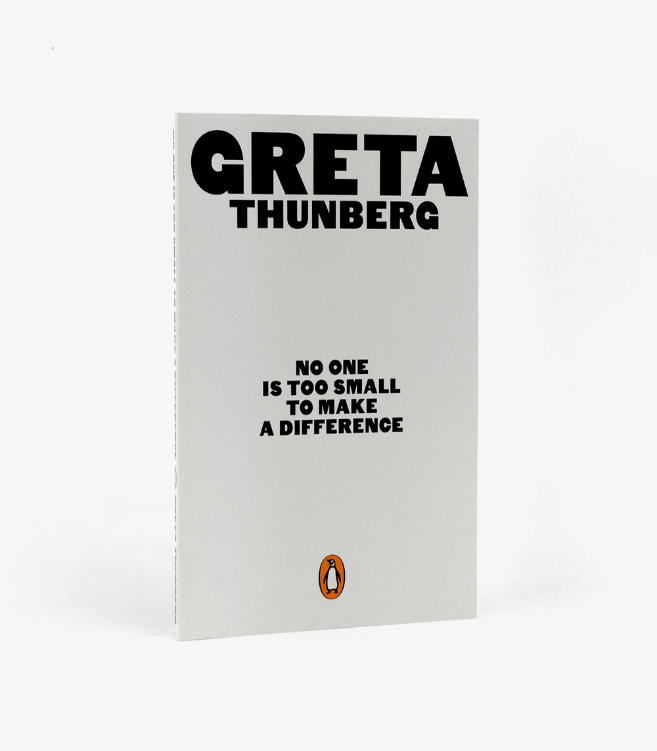 GRETA
THUNBERG
NO ONE
IS TOO SMALL
TO MAKE
A DIFFERENCE